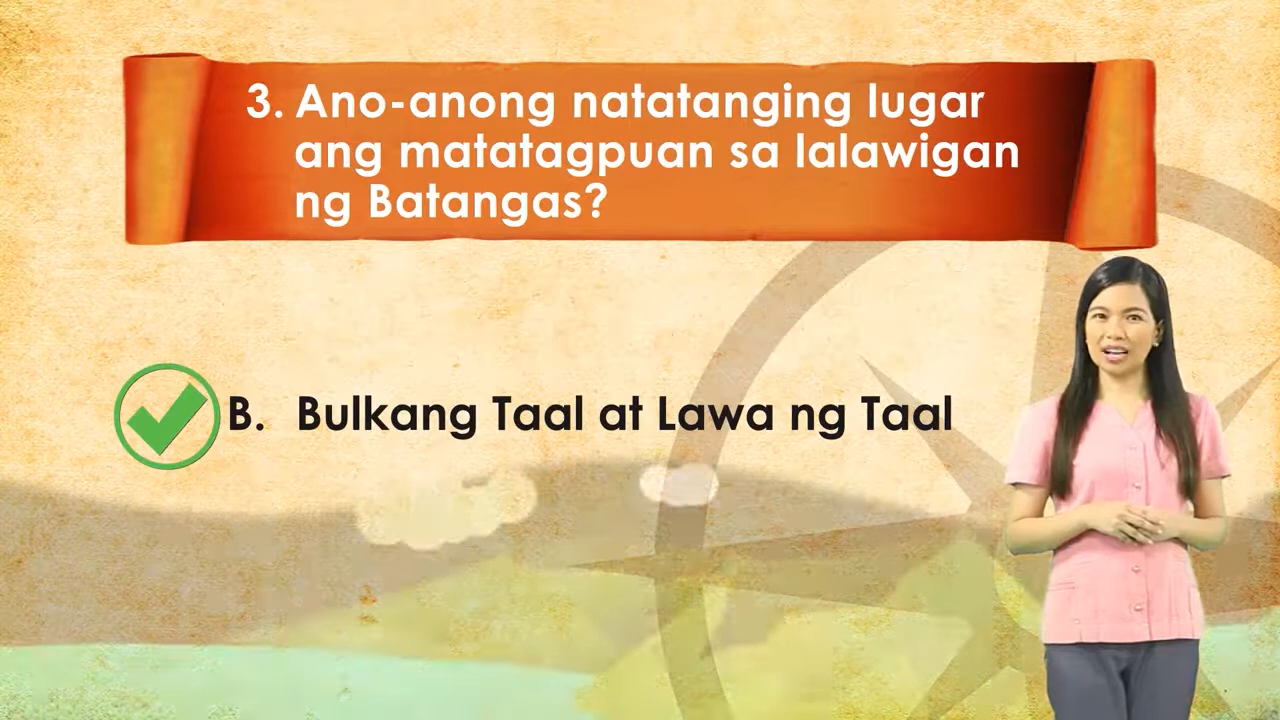 3. Ano-anong natatanging lugar
ang matatagpuan sa lalawigan
ng Batangas?
B. Bulkang Taal at Lawa ng Taal